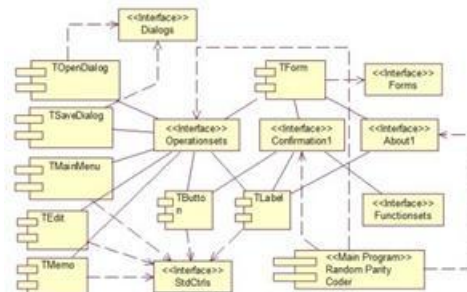 <<Interface>>
Dialogs
TOpenDialog
TForm
<<Interface>>
Forms
TSaveDialog
<<Interface>>
Operationsets
<<Interface>>
Confirmation1
<<Interface>>
About1
TMainMenu
TButto
n
TLabel
<<Interface>>
Functionsets
TEdit
TMemo
<<Interface>>
StdCtrls
<<Main Program>>
Random Parity
Coder